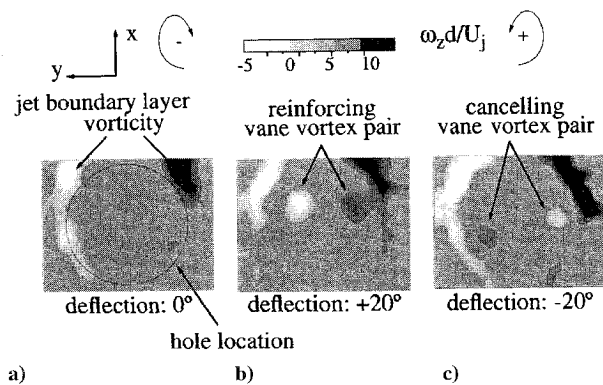 x
y
-
-5 0 5 10
ω_z d/U_j
+
jet boundary layer
vorticity
reinforcing
vane vortex pair
cancelling
vane vortex pair
deflection: 0°
deflection: +20°
deflection: -20°
hole location
a)
b)
c)